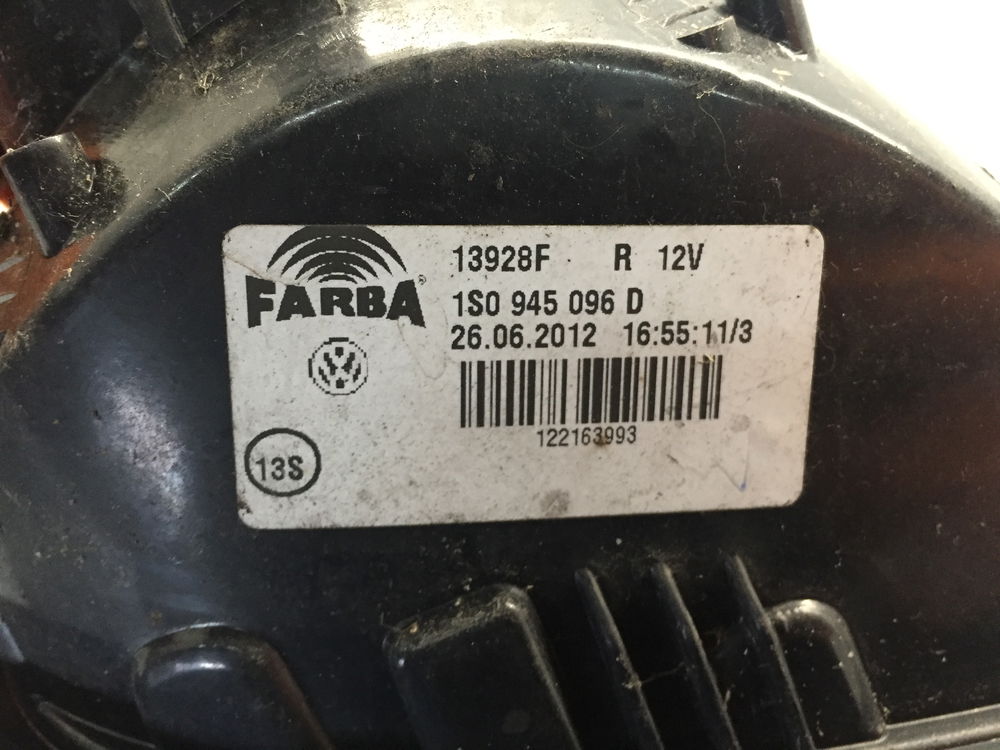 FARBA
13928F R 12V
1S0 945 096 D
26.06.2012 16:55:11/3
122163993
13S